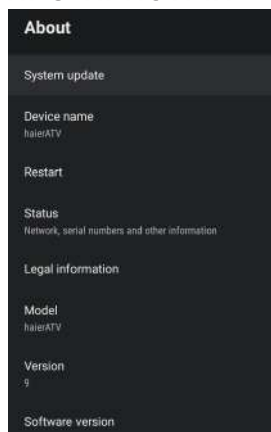 About
System update
Device name
haierATV
Restart
Status
Network, serial numbers and other information
Legal information
Model
haierATV
Version
9
Software version